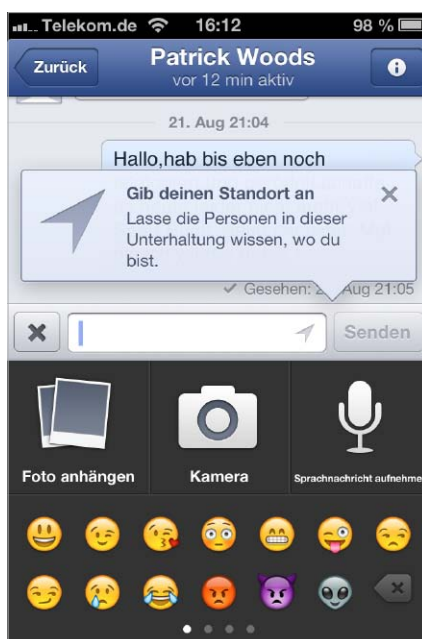 Telekom.de 16:12 98 %
Zurück Patrick Woods
vor 12 min aktiv
21. Aug 21:04
Hallo,hab bis eben noch
Gib deinen Standort an
Lasse die Personen in dieser
Unterhaltung wissen, wo du
bist.
Gesehen: Aug 21:05
Senden
Foto anhängen Kamera Sprachnachricht aufnehme